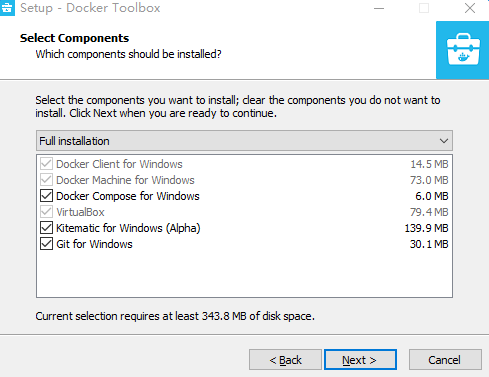 Setup - Docker Toolbox
Select Components
Which components should be installed?
Select the components you want to install; clear the components you do not want to
install. Click Next when you are ready to continue.
Full installation
Docker Client for Windows 14.5 MB
Docker Machine for Windows 73.0 MB
Docker Compose for Windows 6.0 MB
VirtualBox 79.4 MB
Kitematic for Windows (Alpha) 139.9 MB
Git for Windows 30.1 MB
Current selection requires at least 343.8 MB of disk space.
< Back Next > Cancel